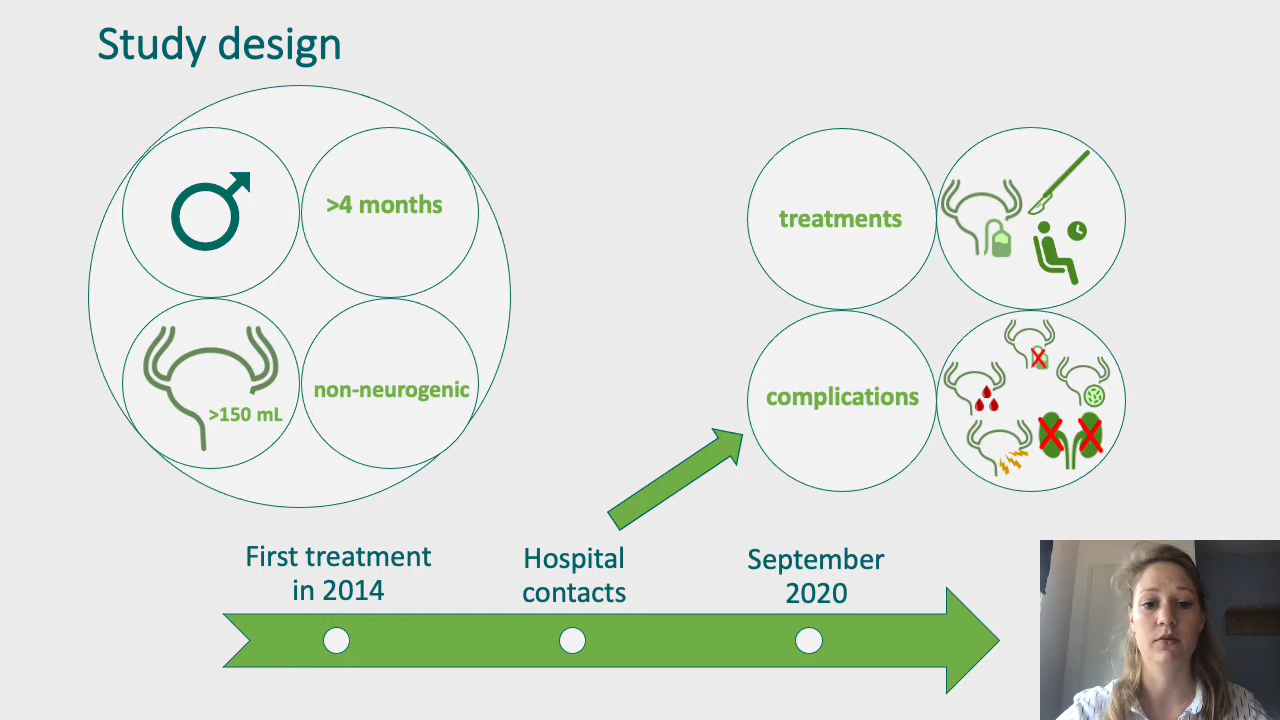 Study design
>4 months
>150 mL
non-neurogenic
treatments
complications
First treatment
in 2014
Hospital
contacts
September
2020